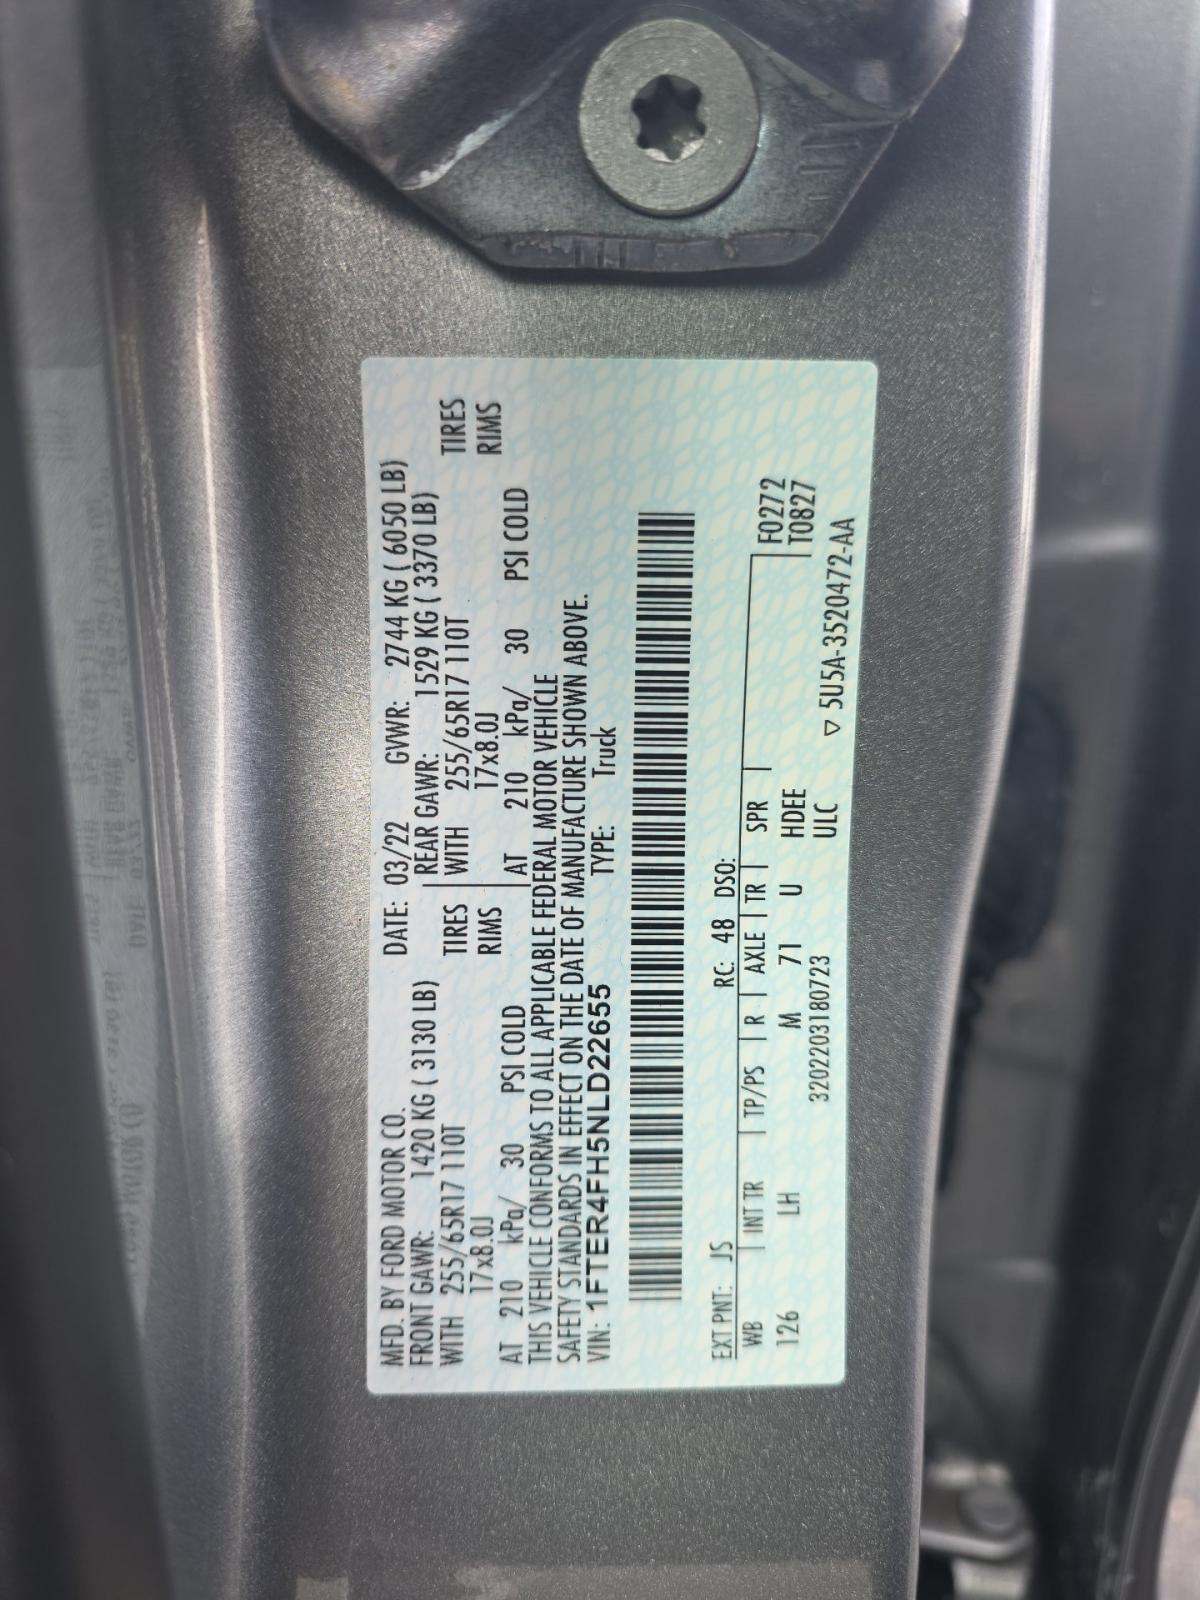 MFD. BY FORD MOTOR CO. DATE: 03/22 GVWR: 2744 KG ( 6050 LB)
FRONT GAWR: 1420 KG ( 3130 LB) REAR GAWR: 1529 KG ( 3370 LB)
WITH 255/65R17 110T TIRES WITH 255/65R17 110T TIRES
17x8.0J RIMS 17x8.0J RIMS
AT 210 kPa/ 30 PSI COLD AT 210 kPa/ 30 PSI COLD
THIS VEHICLE CONFORMS TO ALL APPLICABLE FEDERAL MOTOR VEHICLE
SAFETY STANDARDS IN EFFECT ON THE DATE OF MANUFACTURE SHOWN ABOVE.
VIN: 1FTER4FH5NLD22655 TYPE: Truck
EXT PNT: JS RC: 48 DSO:
WB INT TR TP/PS R AXLE TR SPR F0272
126 LH M 71 U HDEE T0827
3202203180723 ULC ▽ 5U5A-3520472-AA